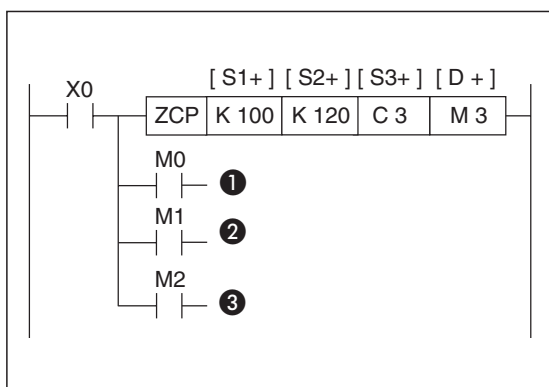 [ S1+ ] [ S2+ ] [ S3+ ] [ D + ]
X0
ZCP K 100 K 120 C 3 M 3
M0
❶
M1
❷
M2
❸